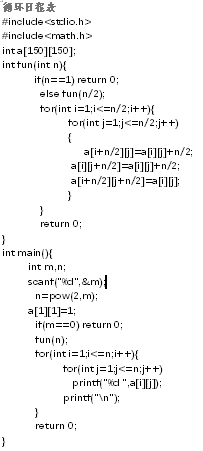 循环日程表
#include<stdio.h>
#include<math.h>
int a[150][150];
int fun(int n){
if(n==1) return 0;
else fun(n/2);
for(int i=1;i<=n/2;i++){
for(int j=1;j<=n/2;j++)
{
a[i+n/2][j]=a[i][j]+n/2;
a[i][j+n/2]=a[i][j]+n/2;
a[i+n/2][j+n/2]=a[i][j];
}
}
return 0;
}
int main(){
int m,n;
scanf("%d",&m);
n=pow(2,m);
a[1][1]=1;
if(m==0) return 0;
fun(n);
for(int i=1;i<=n;i++){
for(int j=1;j<=n;j++)
printf("%d ",a[i][j]);
printf("\n");
}
return 0;
}